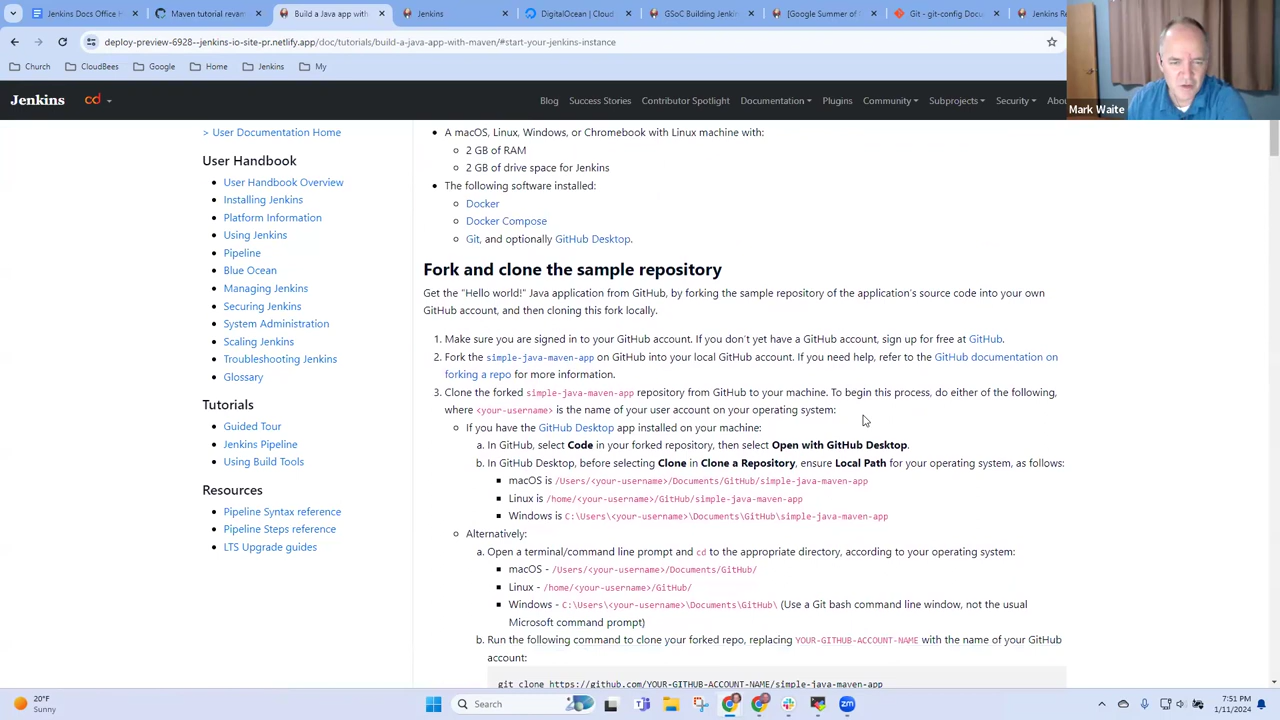 Jenkins Docs Office H
Maven tutorial revam
Build a Java app with
Jenkins
DigitalOcean | Cloud
GSoC Building Jenkin
[Google Summer of C
Git - git-config Docu
Jenkins Re
deploy-preview-6928--jenkins-io-site-pr.netlify.app/doc/tutorials/build-a-java-app-with-maven/#start-your-jenkins-instance
Church
CloudBees
Google
Home
Jenkins
My
Mark Waite
Jenkins
cd
Blog
Success Stories
Contributor Spotlight
Documentation
Plugins
Community
Subprojects
Security
Abou
> User Documentation Home
User Handbook
User Handbook Overview
Installing Jenkins
Platform Information
Using Jenkins
Pipeline
Blue Ocean
Managing Jenkins
Securing Jenkins
System Administration
Scaling Jenkins
Troubleshooting Jenkins
Glossary
Tutorials
Guided Tour
Jenkins Pipeline
Using Build Tools
Resources
Pipeline Syntax reference
Pipeline Steps reference
LTS Upgrade guides
A macOS, Linux, Windows, or Chromebook with Linux machine with:
2 GB of RAM
2 GB of drive space for Jenkins
The following software installed:
Docker
Docker Compose
Git, and optionally GitHub Desktop.
Fork and clone the sample repository
Get the "Hello world!" Java application from GitHub, by forking the sample repository of the application's source code into your own
GitHub account, and then cloning this fork locally.
1. Make sure you are signed in to your GitHub account. If you don't yet have a GitHub account, sign up for free at GitHub.
2. Fork the simple-java-maven-app on GitHub into your local GitHub account. If you need help, refer to the GitHub documentation on
forking a repo for more information.
3. Clone the forked simple-java-maven-app repository from GitHub to your machine. To begin this process, do either of the following,
where <your-username> is the name of your user account on your operating system:
If you have the GitHub Desktop app installed on your machine:
a. In GitHub, select Code in your forked repository, then select Open with GitHub Desktop.
b. In GitHub Desktop, before selecting Clone in Clone a Repository, ensure Local Path for your operating system, as follows:
macOS is /Users/<your-username>/Documents/GitHub/simple-java-maven-app
Linux is /home/<your-username>/GitHub/simple-java-maven-app
Windows is C:\Users\<your-username>\Documents\GitHub\simple-java-maven-app
Alternatively:
a. Open a terminal/command line prompt and cd to the appropriate directory, according to your operating system:
macOS - /Users/<your-username>/Documents/GitHub/
Linux - /home/<your-username>/GitHub/
Windows - C:\Users\<your-username>\Documents\GitHub\ (Use a Git bash command line window, not the usual
Microsoft command prompt)
b. Run the following command to clone your forked repo, replacing YOUR-GITHUB-ACCOUNT-NAME with the name of your GitHub
account:
git clone https://github.com/YOUR-GITHUB-ACCOUNT-NAME/simple-java-maven-app
20°F
Sunny
Search
7:51 PM
1/11/2024